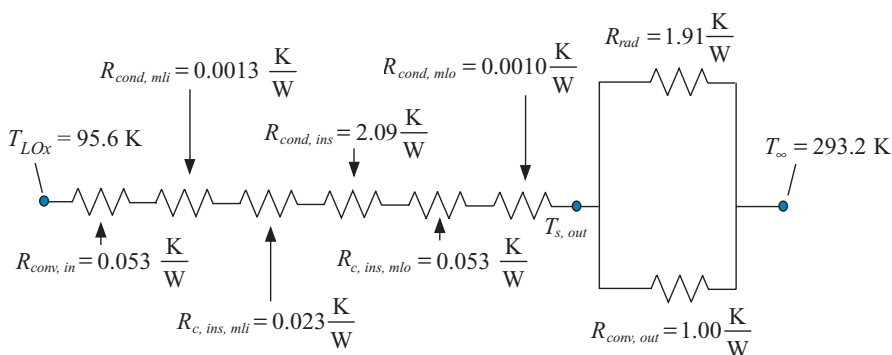 R_rad = 1.91 K/W
R_cond, mli = 0.0013 K/W
R_cond, mlo = 0.0010 K/W
T_LOx = 95.6 K
R_cond, ins = 2.09 K/W
T_∞ = 293.2 K
T_s, out
R_conv, in = 0.053 K/W
R_c, ins, mlo = 0.053 K/W
R_c, ins, mli = 0.023 K/W
R_conv, out = 1.00 K/W